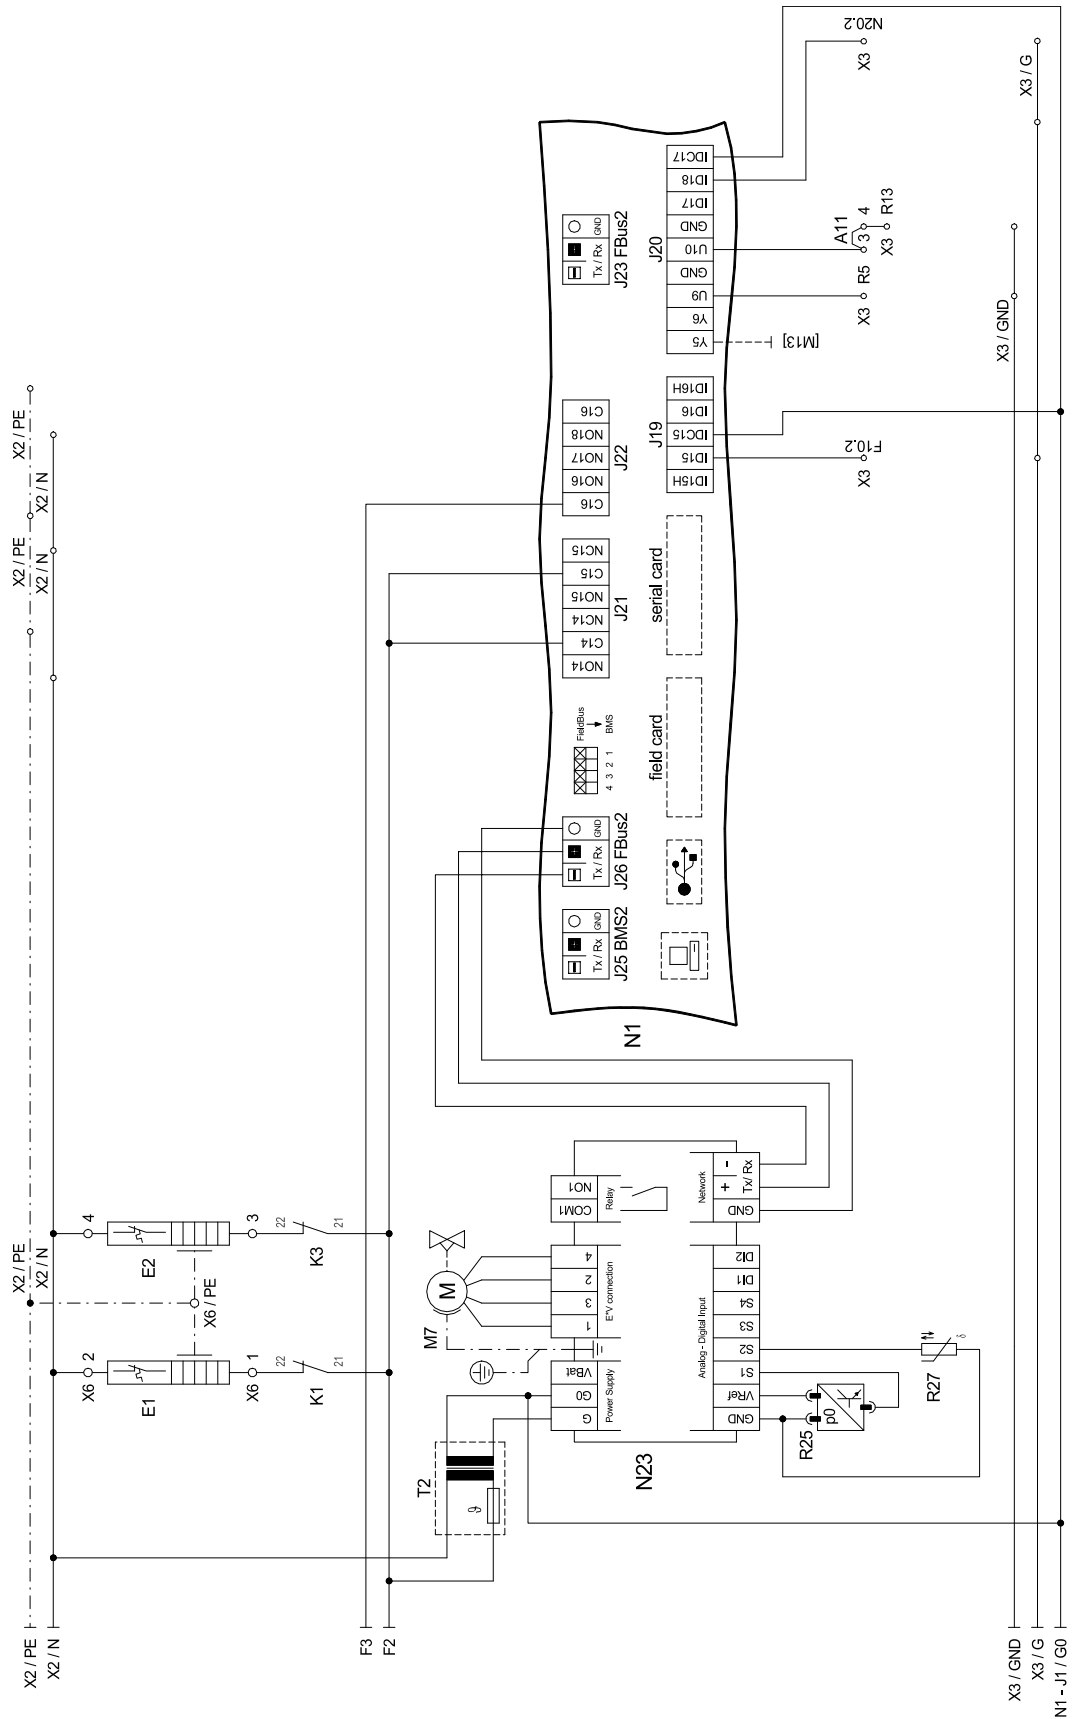 X2 / PE
X2 / N
X2 / PE
X2 / N
X2 / PE
X2 / N
X2 / PE
X2 / N
X6
2
E1
X6
1
22
21
K1
X6 / PE
4
E2
3
22
21
K3
F3
F2
T2
ϑ
M7
M
N23
G
G0
VBat
Power Supply
1
3
2
4
E*V connection
COM1
NO1
Relay
GND
VRef
S1
S2
S3
S4
DI1
DI2
Analog - Digital Input
GND
+
-
Tx/ Rx
Network
R25
p0
R27
δ
N1
Tx / Rx
GND
J25 BMS2
Tx / Rx
GND
J26 FBus2
4 3 2 1
FieldBus
BMS
NO14
C14
NC14
NO15
C15
NC15
J21
C16
NO16
NO17
NO18
C16
J22
Tx / Rx
GND
J23 FBus2
field card
serial card
ID15H
ID15
IDC15
ID16
ID16H
J19
Y5
Y6
U9
GND
U10
GND
ID17
ID18
IDC17
J20
X3
F10.2
[M13]
X3
R5
A11
3
4
X3
R13
X3
N20.2
X3 / GND
X3 / G
X3 / GND
X3 / G
N1 - J1 / G0